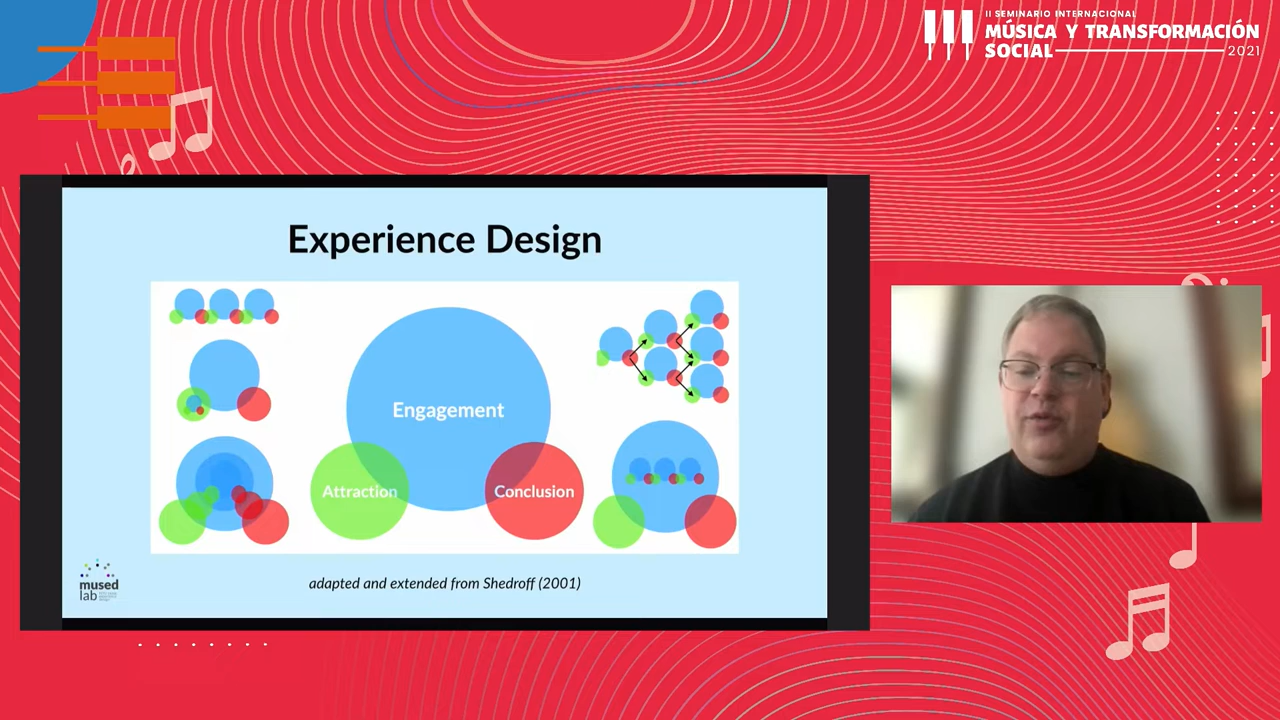 II SEMINARIO INTERNACIONAL
MÚSICA Y TRANSFORMACIÓN
SOCIAL
2021
Experience Design
Engagement
Attraction
Conclusion
adapted and extended from Shedroff (2001)
mused
lab